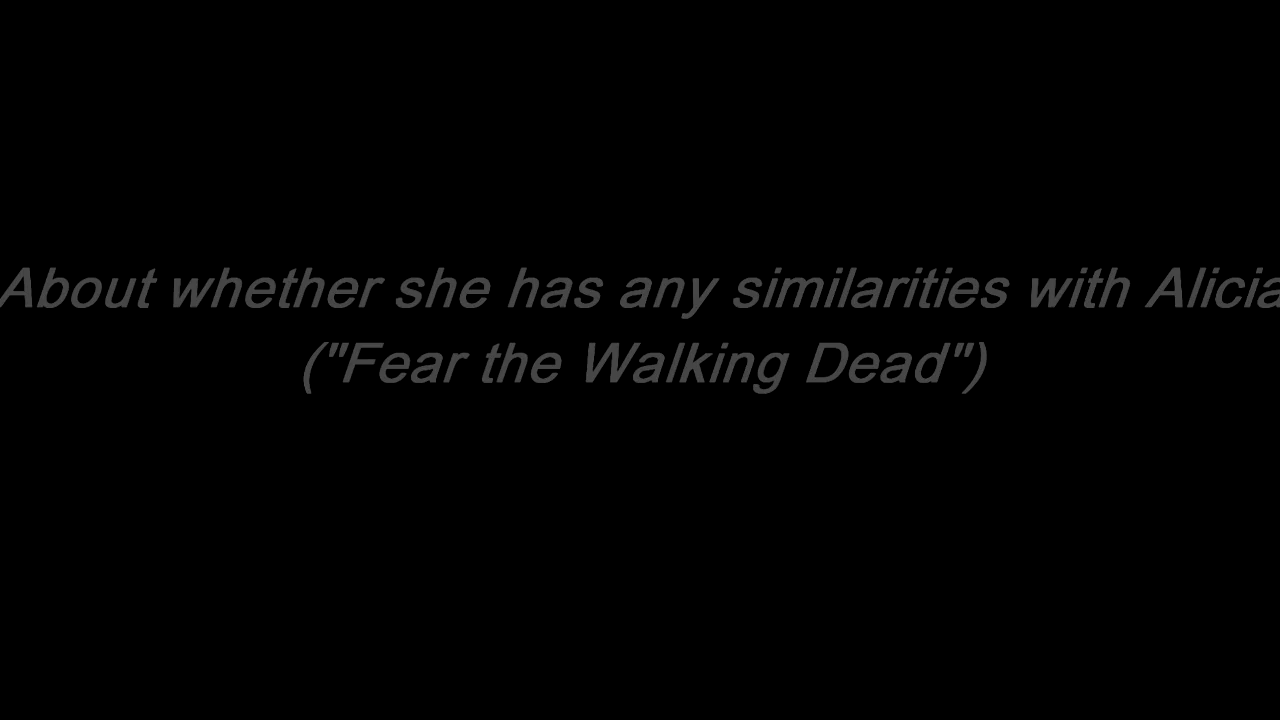 About whether she has any similarities with Alicia
("Fear the Walking Dead")